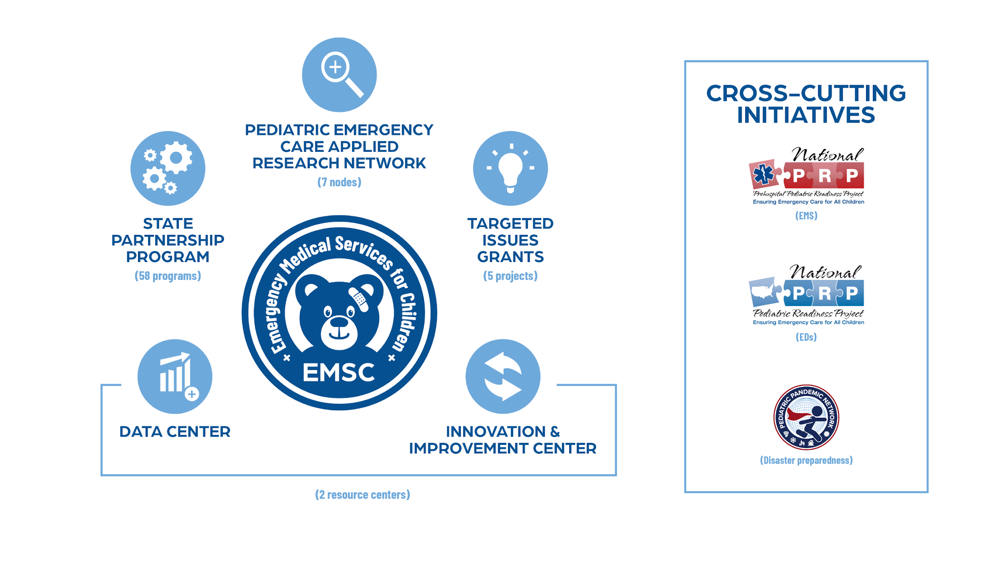 PEDIATRIC EMERGENCY
CARE APPLIED
RESEARCH NETWORK
(7 nodes)
STATE
PARTNERSHIP
PROGRAM
(58 programs)
TARGETED
ISSUES
GRANTS
(5 projects)
Emergency Medical Services for Children
EMSC
DATA CENTER
INNOVATION &
IMPROVEMENT CENTER
(2 resource centers)
CROSS–CUTTING
INITIATIVES
National
P R P
Prehospital Pediatric Readiness Project
Ensuring Emergency Care for All Children
(EMS)
National
P R P
Pediatric Readiness Project
Ensuring Emergency Care for All Children
(EDs)
PEDIATRIC PANDEMIC NETWORK
(Disaster preparedness)